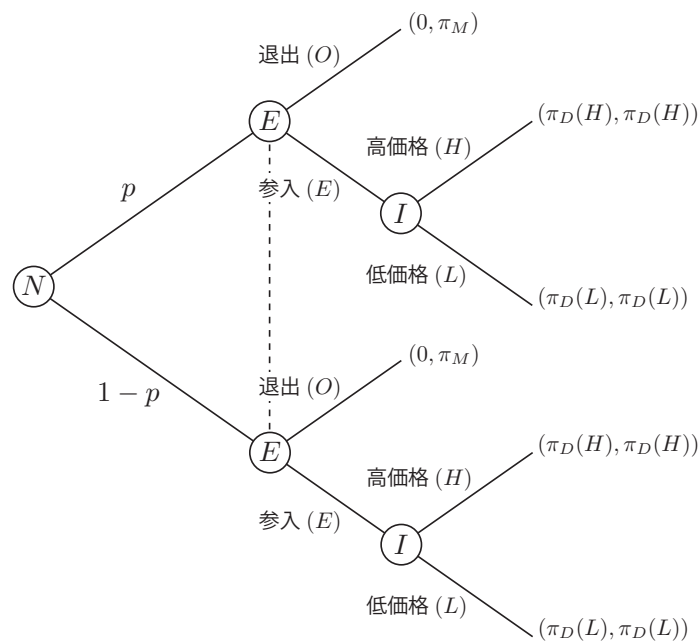 (0, π_M)
退出 (O)
E
(π_D(H), π_D(H))
高価格 (H)
p
参入 (E)
I
低価格 (L)
N
(π_D(L), π_D(L))
(0, π_M)
退出 (O)
1 − p
E
(π_D(H), π_D(H))
高価格 (H)
参入 (E)
I
低価格 (L)
(π_D(L), π_D(L))